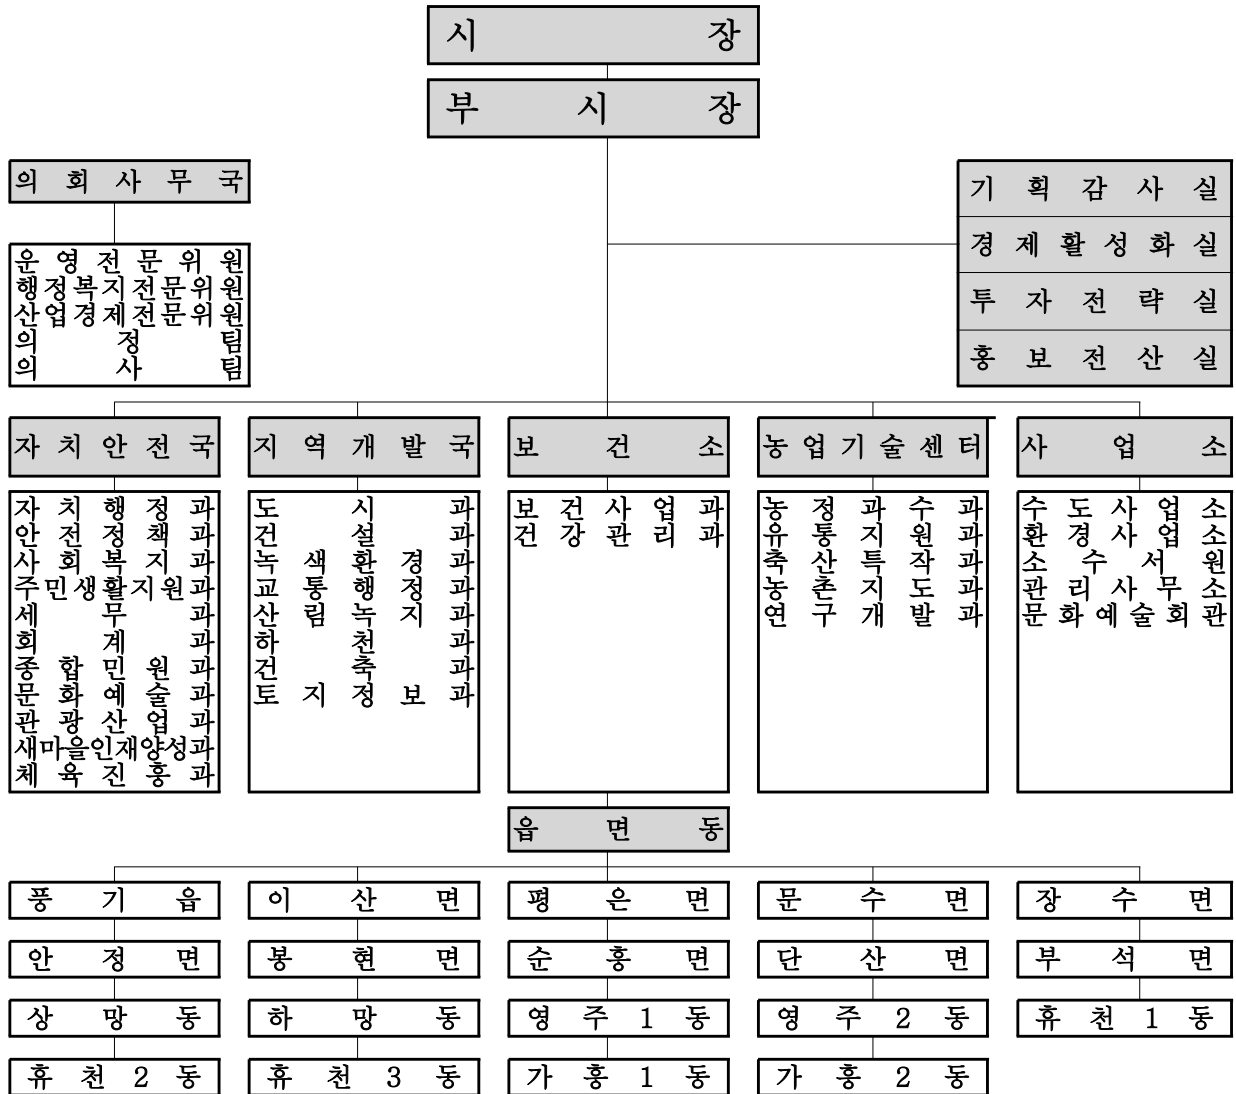 시장
부시장
의회사무국
운영전문위원
행정복지전문위원
산업경제전문위원
의정팀
의사팀
기획감사실
경제활성화실
투자전략실
홍보전산실
자치안전국
자치행정과
안전정책과
사회복지과
주민생활지원과
세무과
회계과
종합민원과
문화예술과
관광산업과
새마을인재양성과
체육진흥과
지역개발국
도시과
건설과
녹색환경과
교통행정과
산림녹지과
하천과
건축과
토지정보과
보건소
보건사업과
건강관리과
농업기술센터
농정과수과
유통지원과
축산특작과
농촌지도과
연구개발과
사업소
수도사업소
환경사업소
소수서원
관리사무소
문화예술회관
읍면동
풍기읍
이산면
평은면
문수면
장수면
안정면
봉현면
순흥면
단산면
부석면
상망동
하망동
영주1동
영주2동
휴천1동
휴천2동
휴천3동
가흥1동
가흥2동